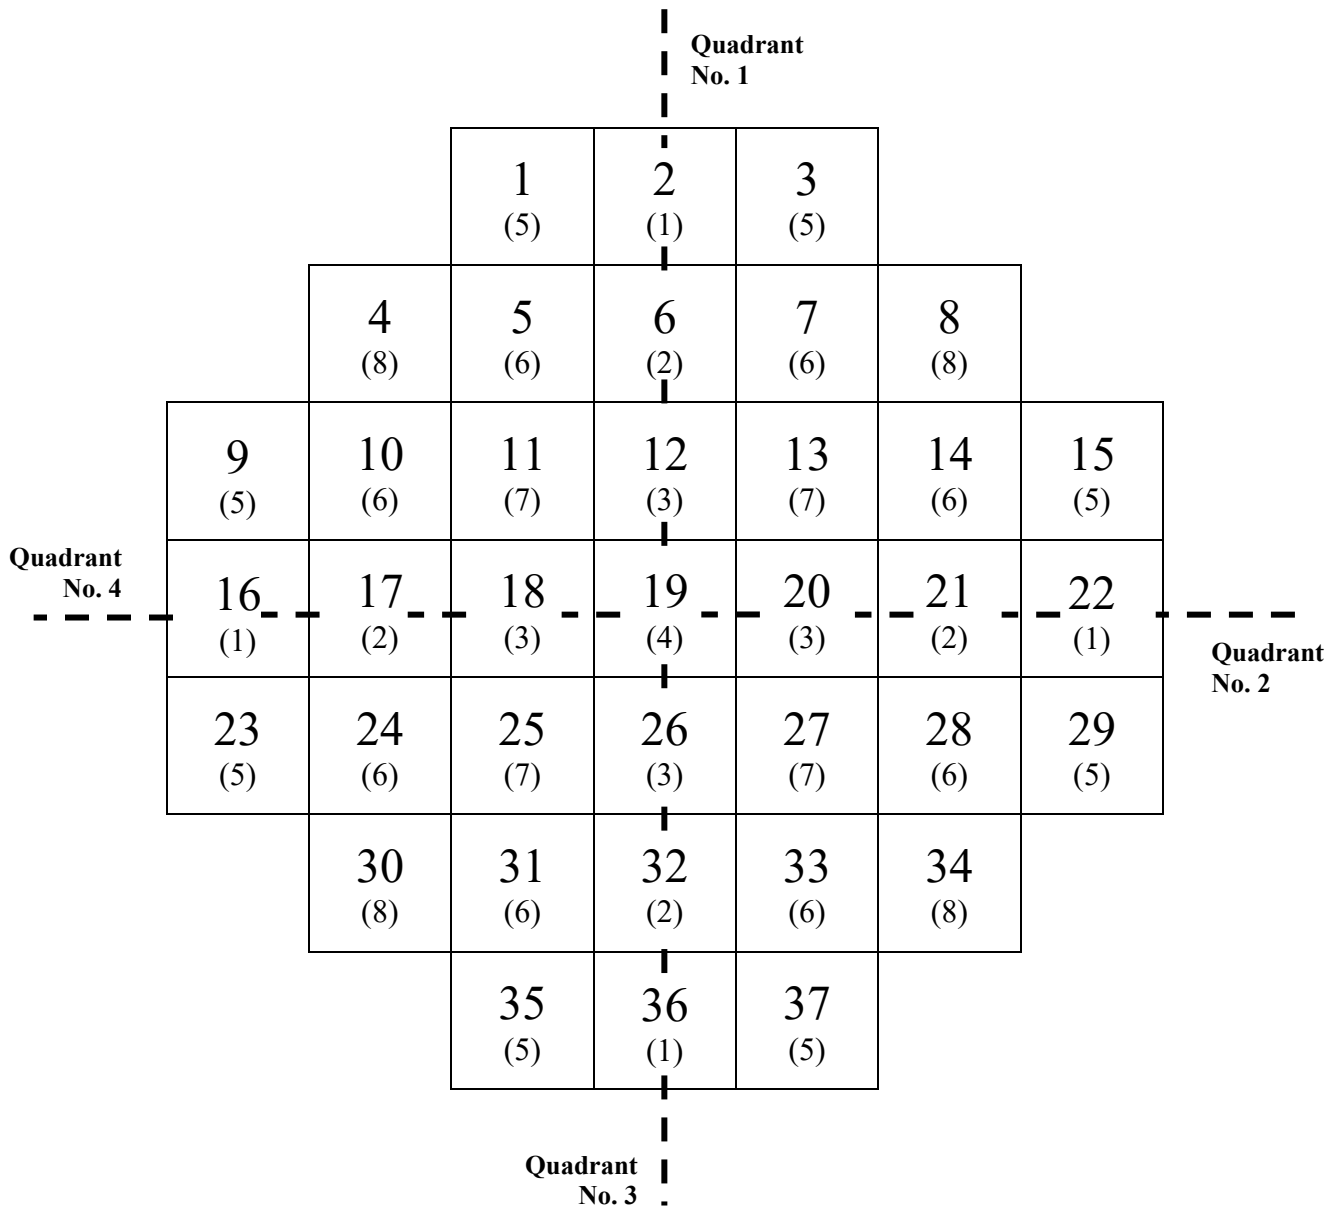 Quadrant
No. 1
1 2 3
(5) (1) (5)
4 5 6 7 8
(8) (6) (2) (6) (8)
9 10 11 12 13 14 15
(5) (6) (7) (3) (7) (6) (5)
Quadrant
No. 4
16 17 18 19 20 21 22
(1) (2) (3) (4) (3) (2) (1)
Quadrant
No. 2
23 24 25 26 27 28 29
(5) (6) (7) (3) (7) (6) (5)
30 31 32 33 34
(8) (6) (2) (6) (8)
35 36 37
(5) (1) (5)
Quadrant
No. 3